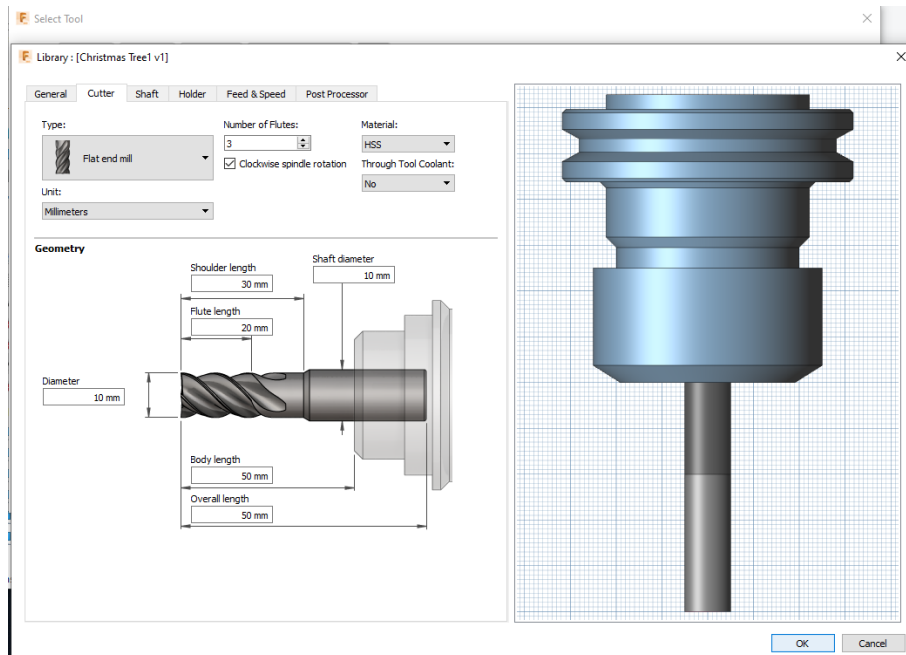 Select Tool
Library : [Christmas Tree1 v1]
General Cutter Shaft Holder Feed & Speed Post Processor
Type: Number of Flutes: Material:
Flat end mill 3 HSS
Clockwise spindle rotation Through Tool Coolant:
No
Unit:
Millimeters
Geometry
Shoulder length Shaft diameter
30 mm 10 mm
Flute length
20 mm
Diameter
10 mm
Body length
50 mm
Overall length
50 mm
OK Cancel